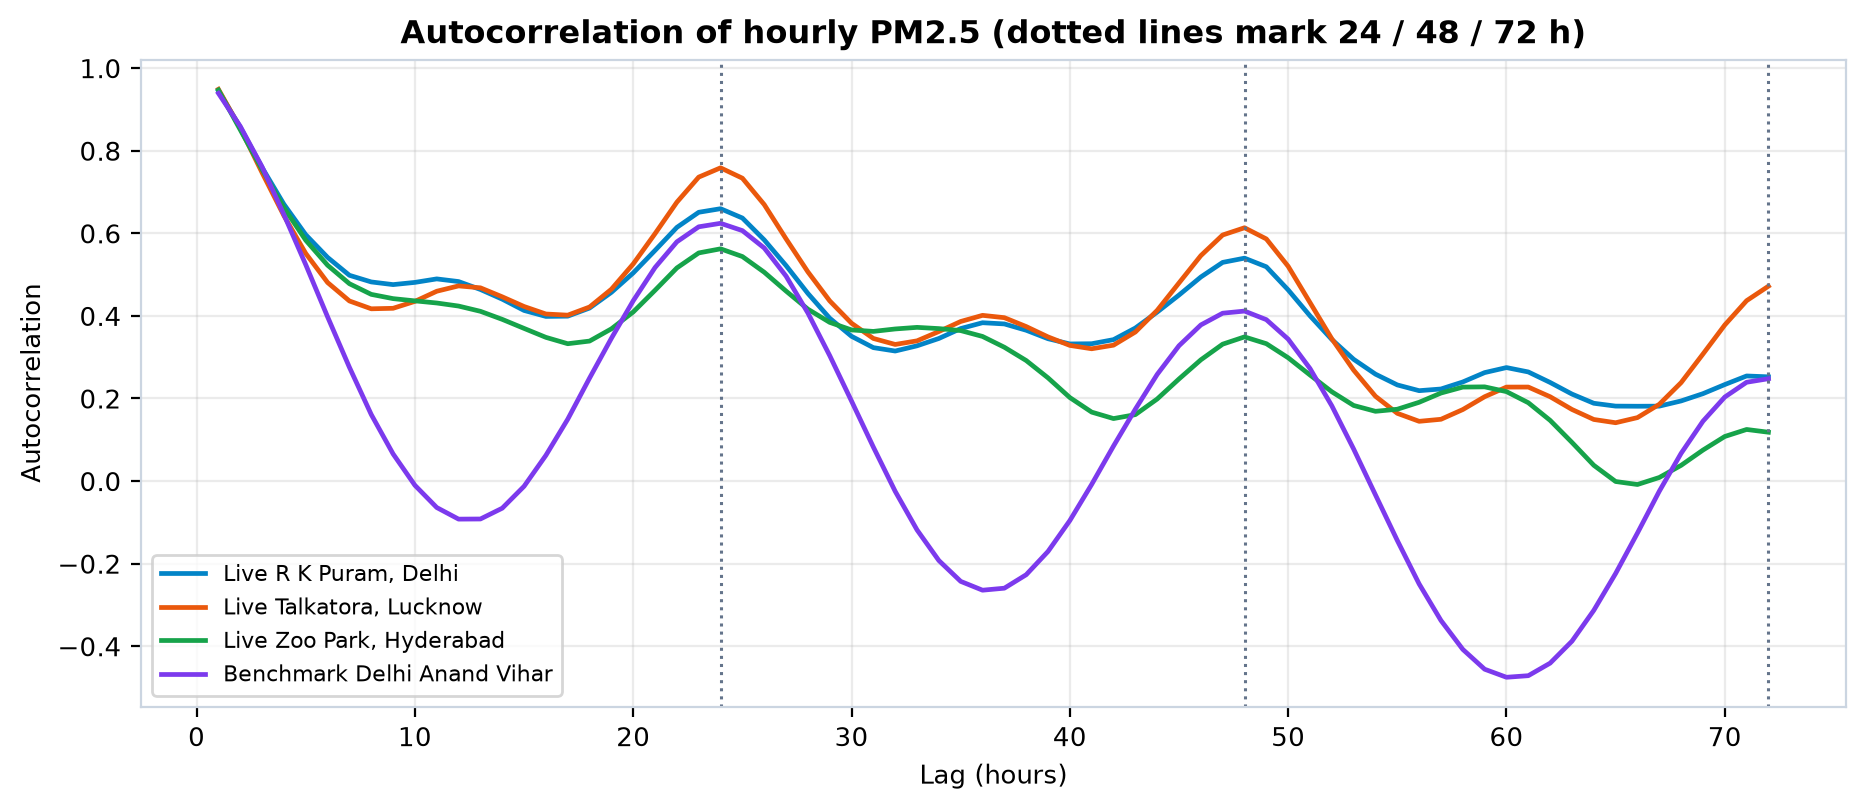 Autocorrelation of hourly PM2.5 (dotted lines mark 24 / 48 / 72 h)
Autocorrelation
1.0
0.8
0.6
0.4
0.2
0.0
−0.2
−0.4
Live R K Puram, Delhi
Live Talkatora, Lucknow
Live Zoo Park, Hyderabad
Benchmark Delhi Anand Vihar
0 10 20 30 40 50 60 70
Lag (hours)